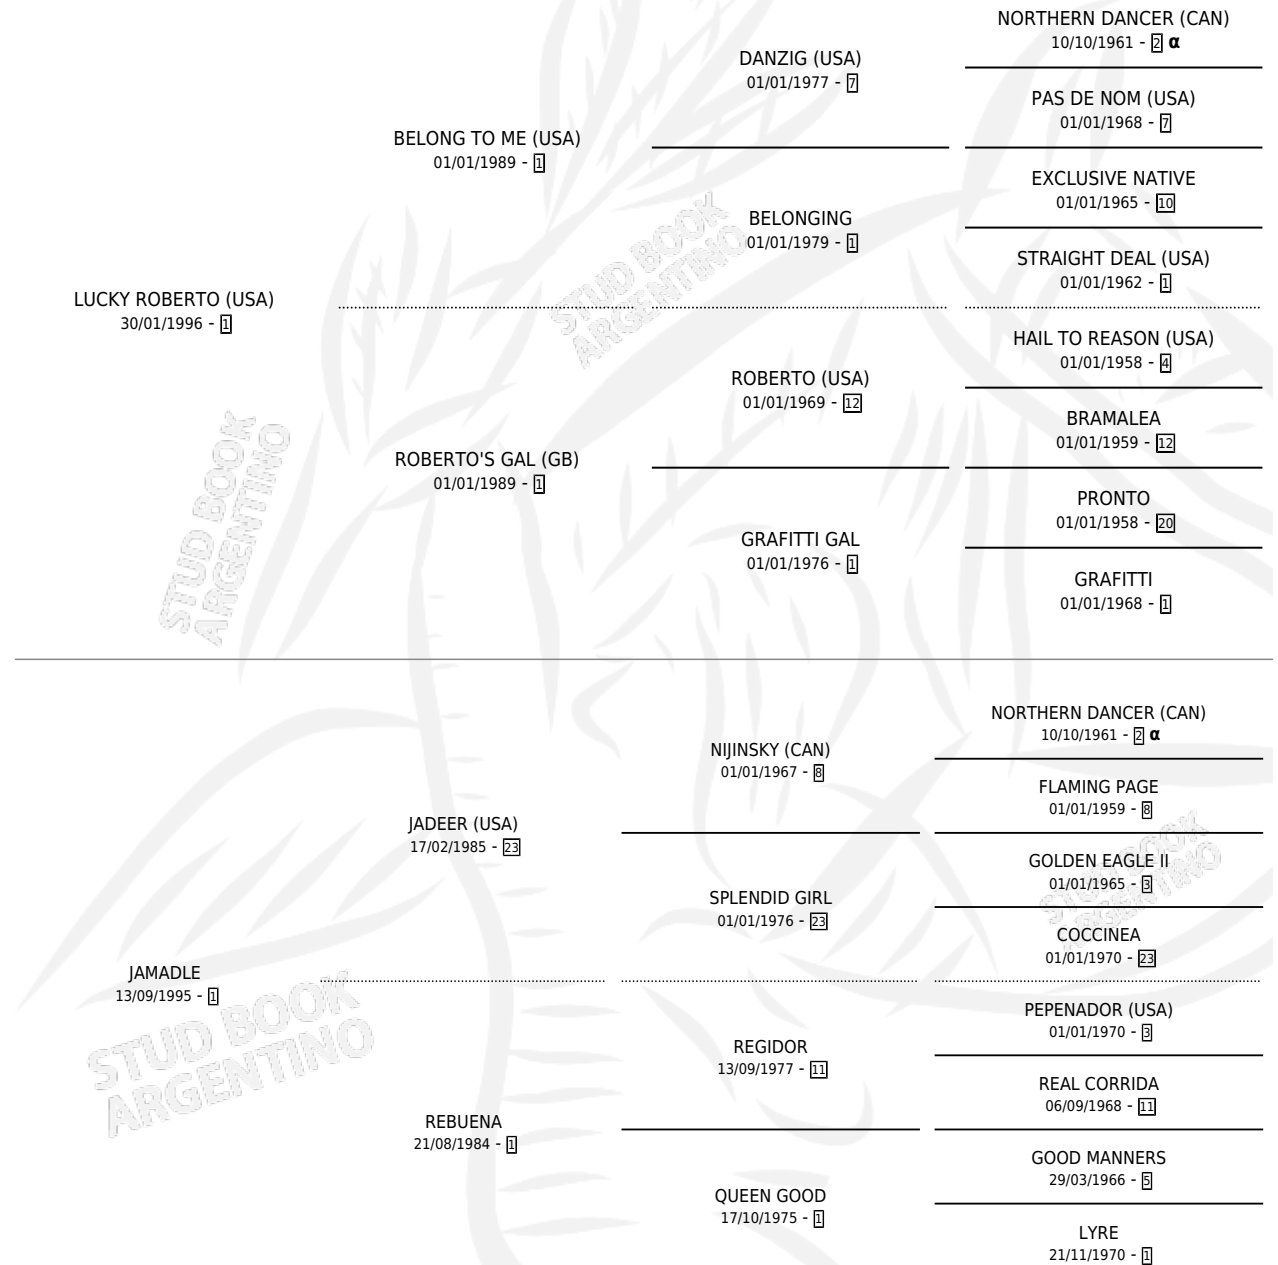 NORTHERN DANCER (CAN)
10/10/1961 - 2 α
DANZIG (USA)
01/01/1977 - 7
PAS DE NOM (USA)
01/01/1968 - 7
BELONG TO ME (USA)
01/01/1989 - 1
EXCLUSIVE NATIVE
01/01/1965 - 10
BELONGING
01/01/1979 - 1
STRAIGHT DEAL (USA)
01/01/1962 - 1
LUCKY ROBERTO (USA)
30/01/1996 - 1
HAIL TO REASON (USA)
01/01/1958 - 4
ROBERTO (USA)
01/01/1969 - 12
BRAMALEA
01/01/1959 - 12
ROBERTO'S GAL (GB)
01/01/1989 - 1
PRONTO
01/01/1958 - 20
GRAFITTI GAL
01/01/1976 - 1
GRAFITTI
01/01/1968 - 1
STUD BOOK
ARGENTINO
STUD BOOK
ARGENTINO
NORTHERN DANCER (CAN)
10/10/1961 - 2 α
NIJINSKY (CAN)
01/01/1967 - 8
FLAMING PAGE
01/01/1959 - 8
JADEER (USA)
17/02/1985 - 23
GOLDEN EAGLE II
01/01/1965 - 3
SPLENDID GIRL
01/01/1976 - 23
COCCINEA
01/01/1970 - 23
JAMADLE
13/09/1995 - 1
PEPENADOR (USA)
01/01/1970 - 3
REGIDOR
13/09/1977 - 11
REAL CORRIDA
06/09/1968 - 11
REBUENA
21/08/1984 - 1
GOOD MANNERS
29/03/1966 - 5
QUEEN GOOD
17/10/1975 - 1
LYRE
21/11/1970 - 1
STUD BOOK
ARGENTINO
STUD BOOK
ARGENTINO